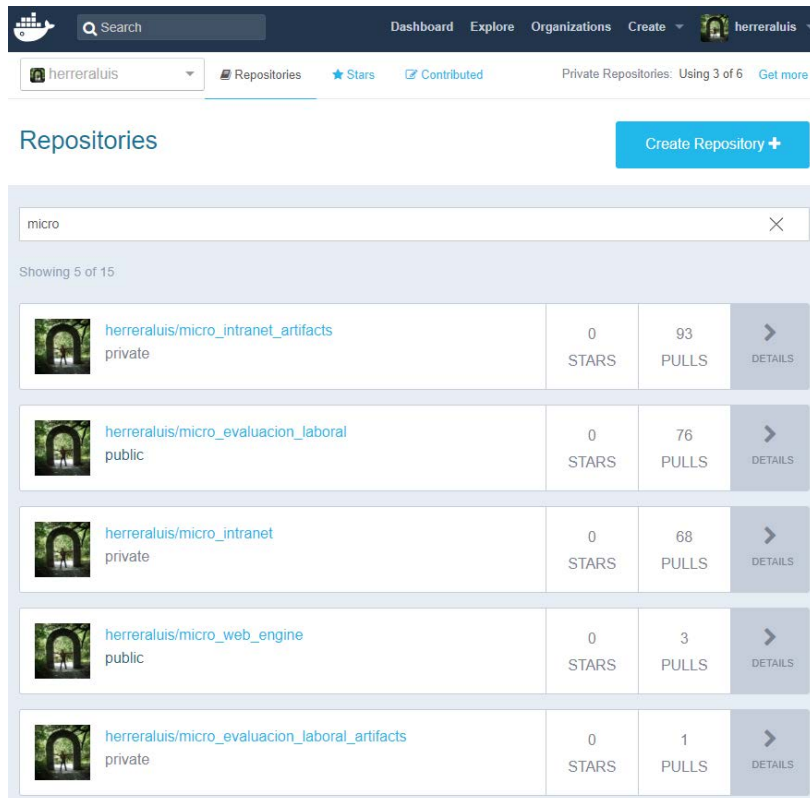 Search Dashboard Explore Organizations Create herreraluis
herreraluis Repositories Stars Contributed Private Repositories: Using 3 of 6 Get more
Repositories Create Repository
micro
Showing 5 of 15
herreraluis/micro_intranet_artifacts
private
0 STARS
93 PULLS
DETAILS
herreraluis/micro_evaluacion_laboral
public
0 STARS
76 PULLS
DETAILS
herreraluis/micro_intranet
private
0 STARS
68 PULLS
DETAILS
herreraluis/micro_web_engine
public
0 STARS
3 PULLS
DETAILS
herreraluis/micro_evaluacion_laboral_artifacts
private
0 STARS
1 PULLS
DETAILS